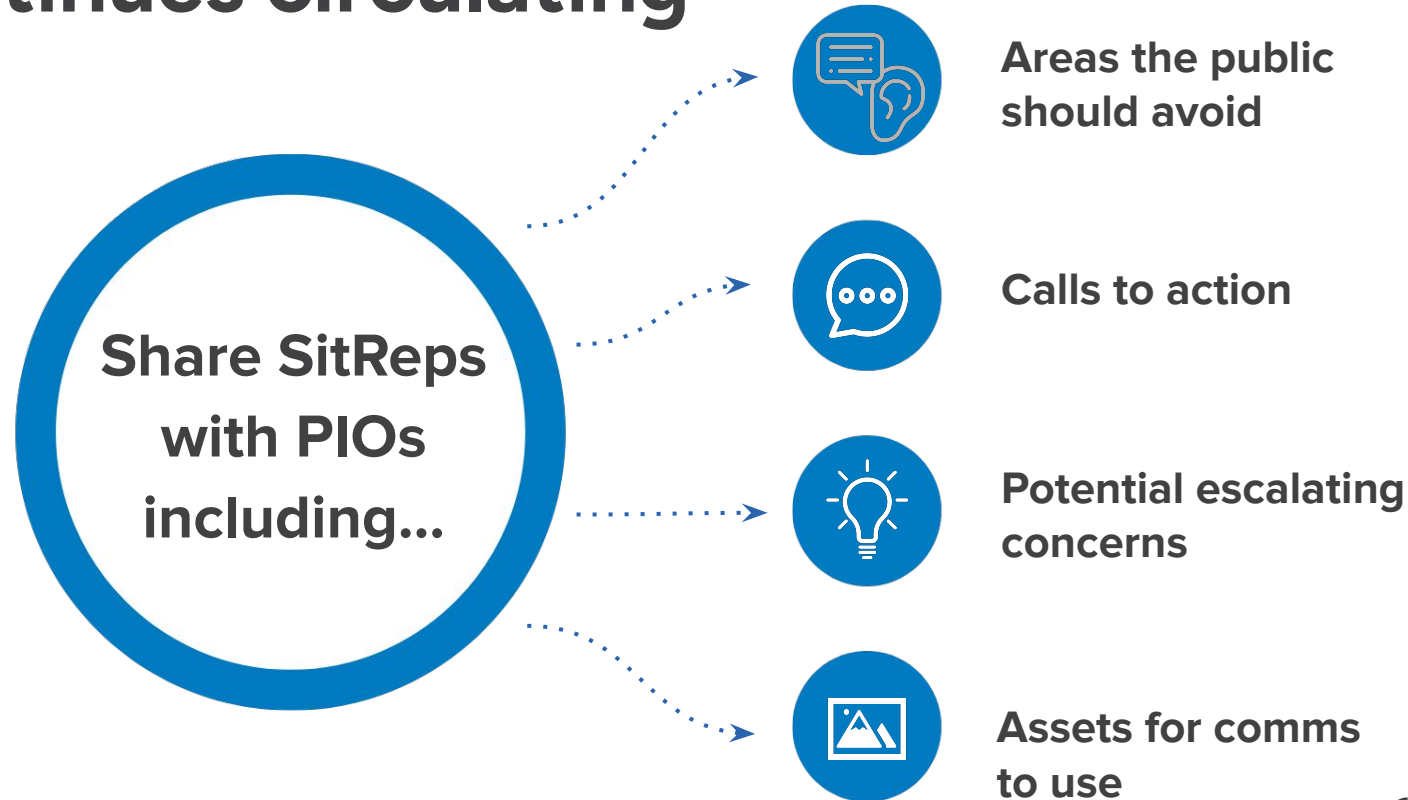 circulating
Share SitReps
with PIOs
including...
Areas the public
should avoid
Calls to action
Potential escalating
concerns
Assets for comms
to use